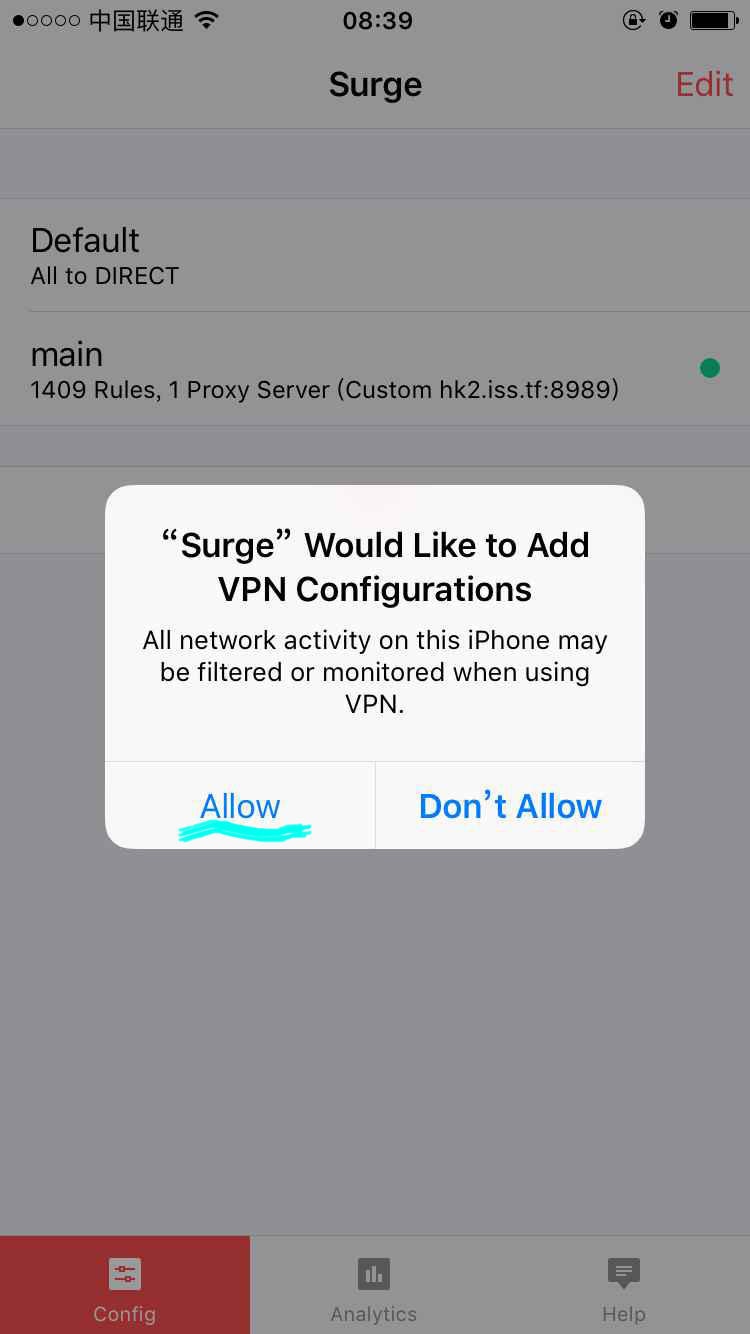 中国联通
08:39
Surge
Edit
Default
All to DIRECT
main
1409 Rules, 1 Proxy Server (Custom hk2.iss.tf:8989)
“Surge” Would Like to Add
VPN Configurations
All network activity on this iPhone may
be filtered or monitored when using
VPN.
Allow
Don’t Allow
Config
Analytics
Help